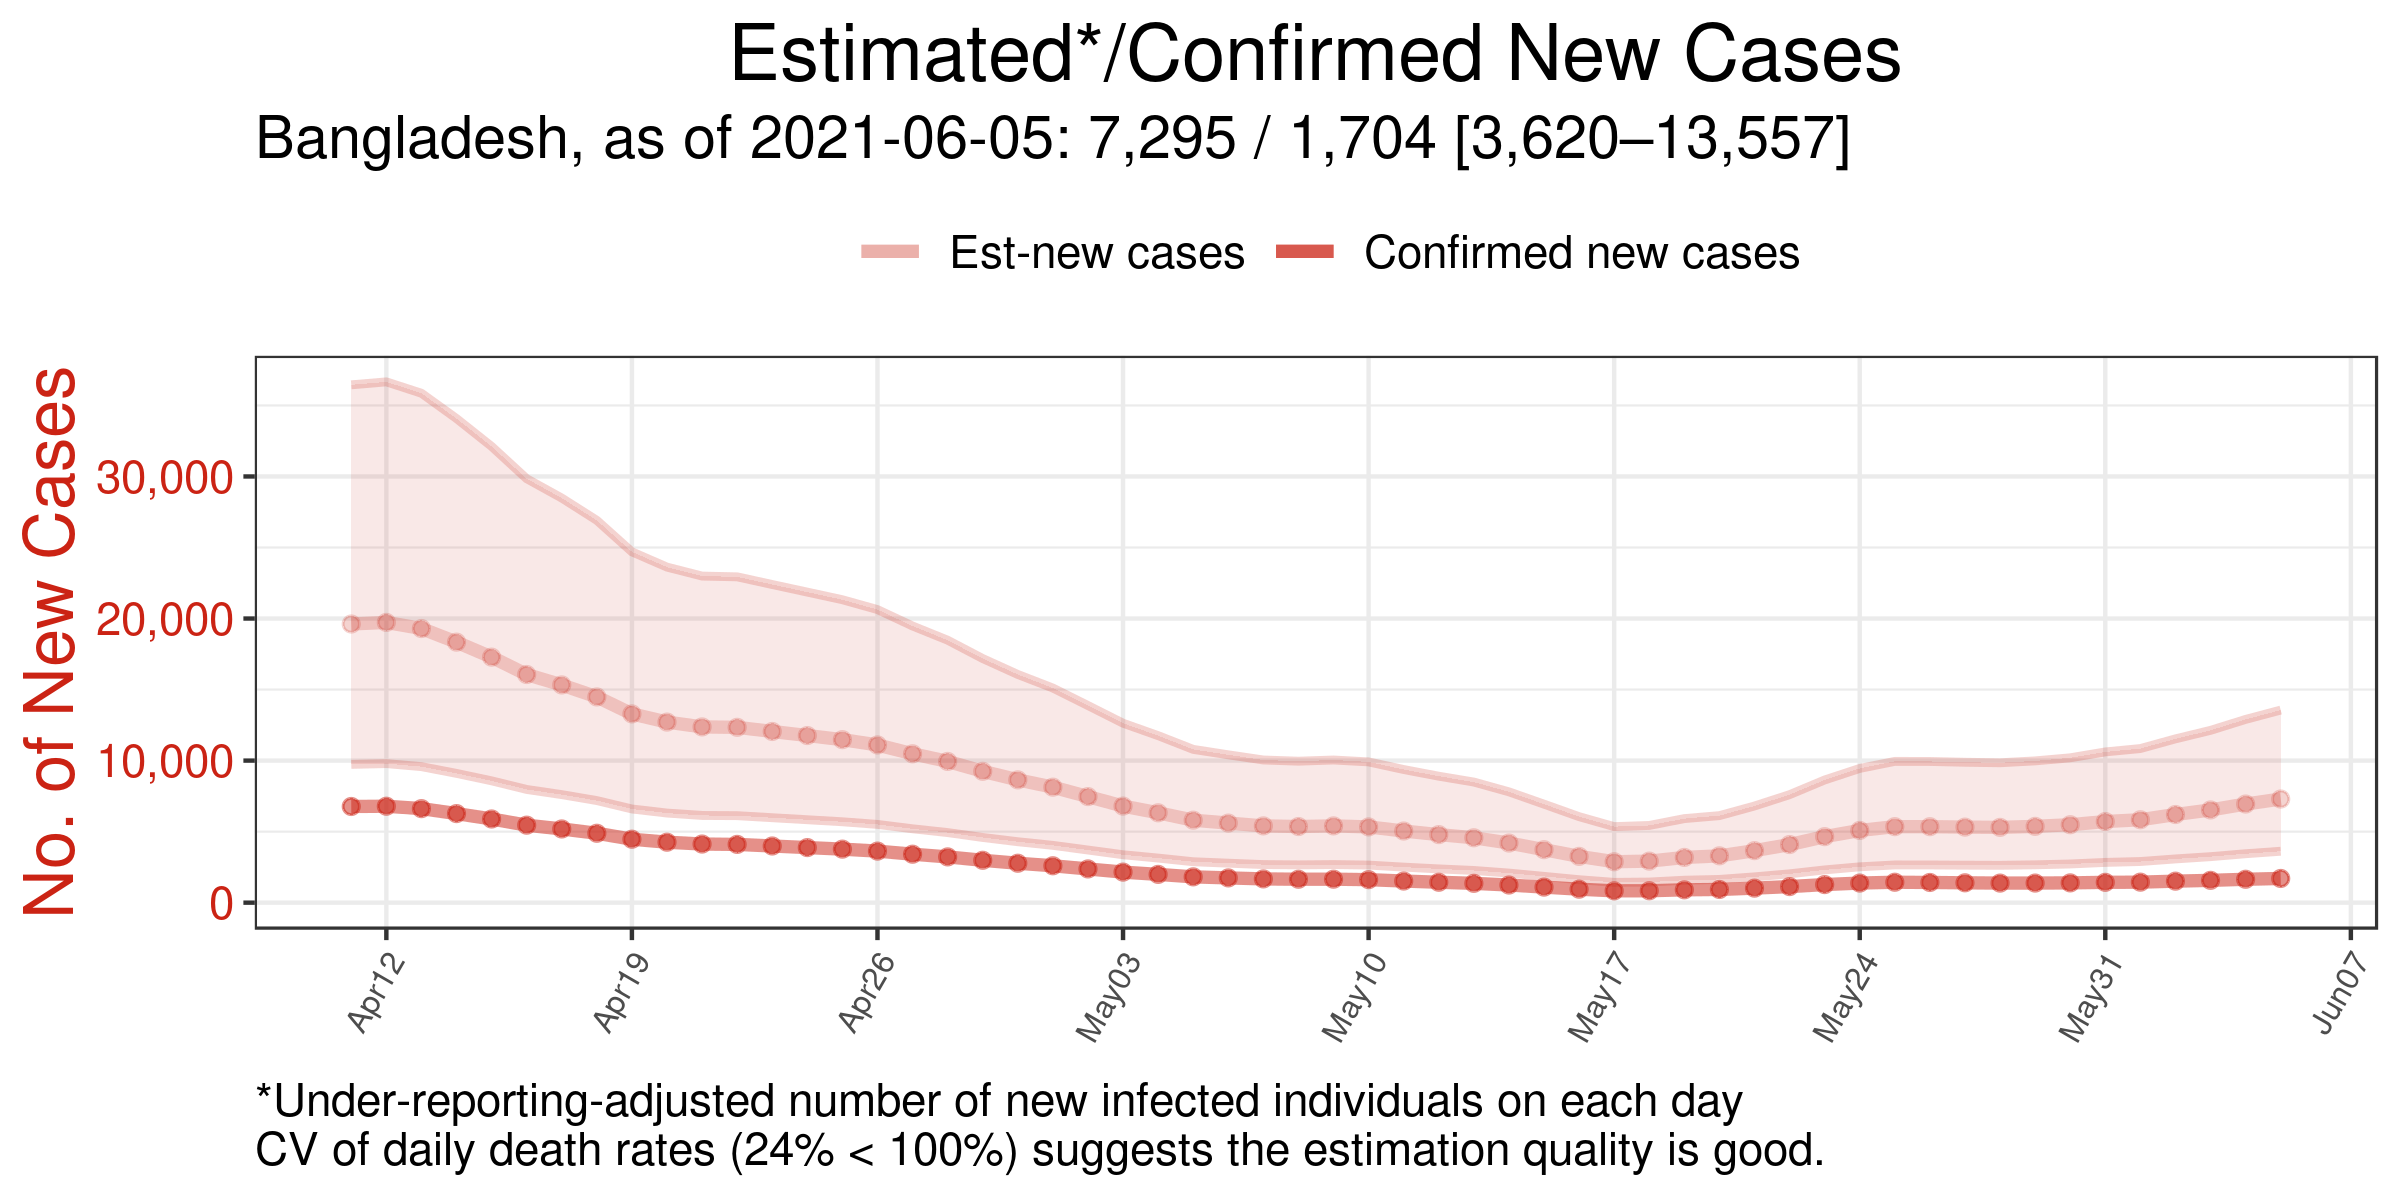 Estimated*/Confirmed New Cases
Bangladesh, as of 2021-06-05: 7,295 / 1,704 [3,620–13,557]
Est-new cases
Confirmed new cases
No. of New Cases
30,000
20,000
10,000
0
Apr12
Apr19
Apr26
May03
May10
May17
May24
May31
Jun07
*Under-reporting-adjusted number of new infected individuals on each day
CV of daily death rates (24% < 100%) suggests the estimation quality is good.